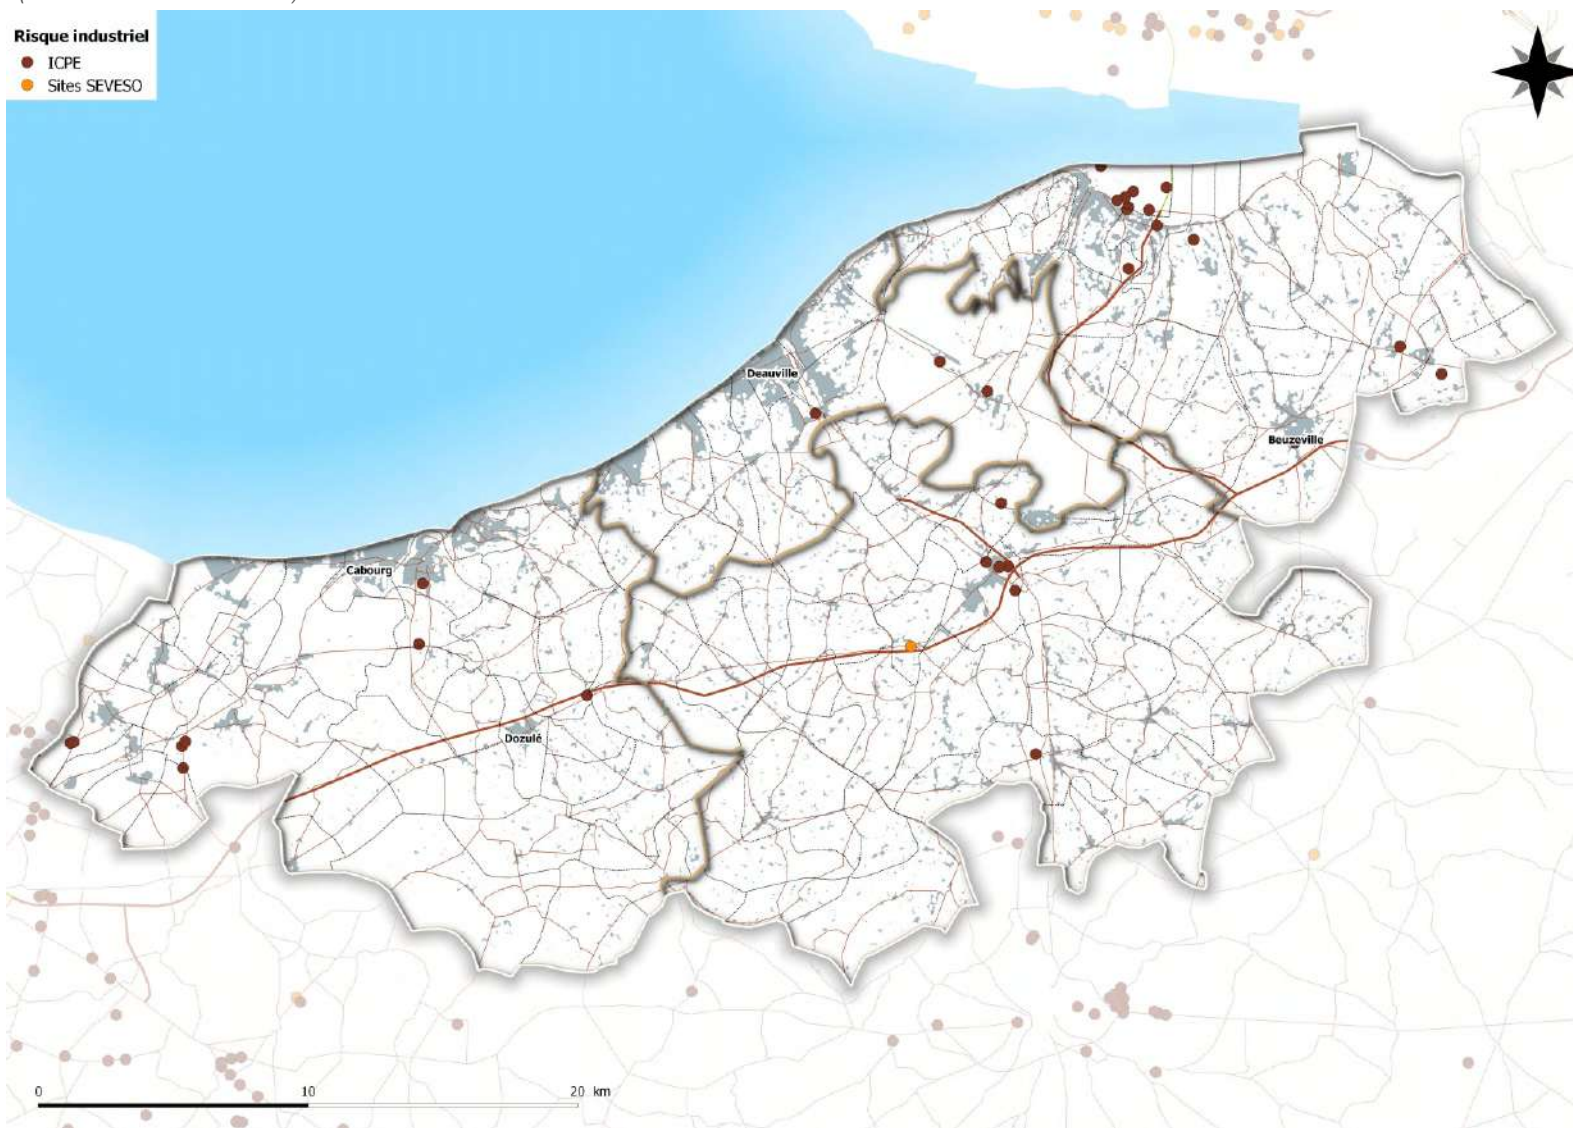 Risque industriel
ICPE
Sites SEVESO
Deauville
Beuzeville
Cabourg
Dozulé
0 10 20 km